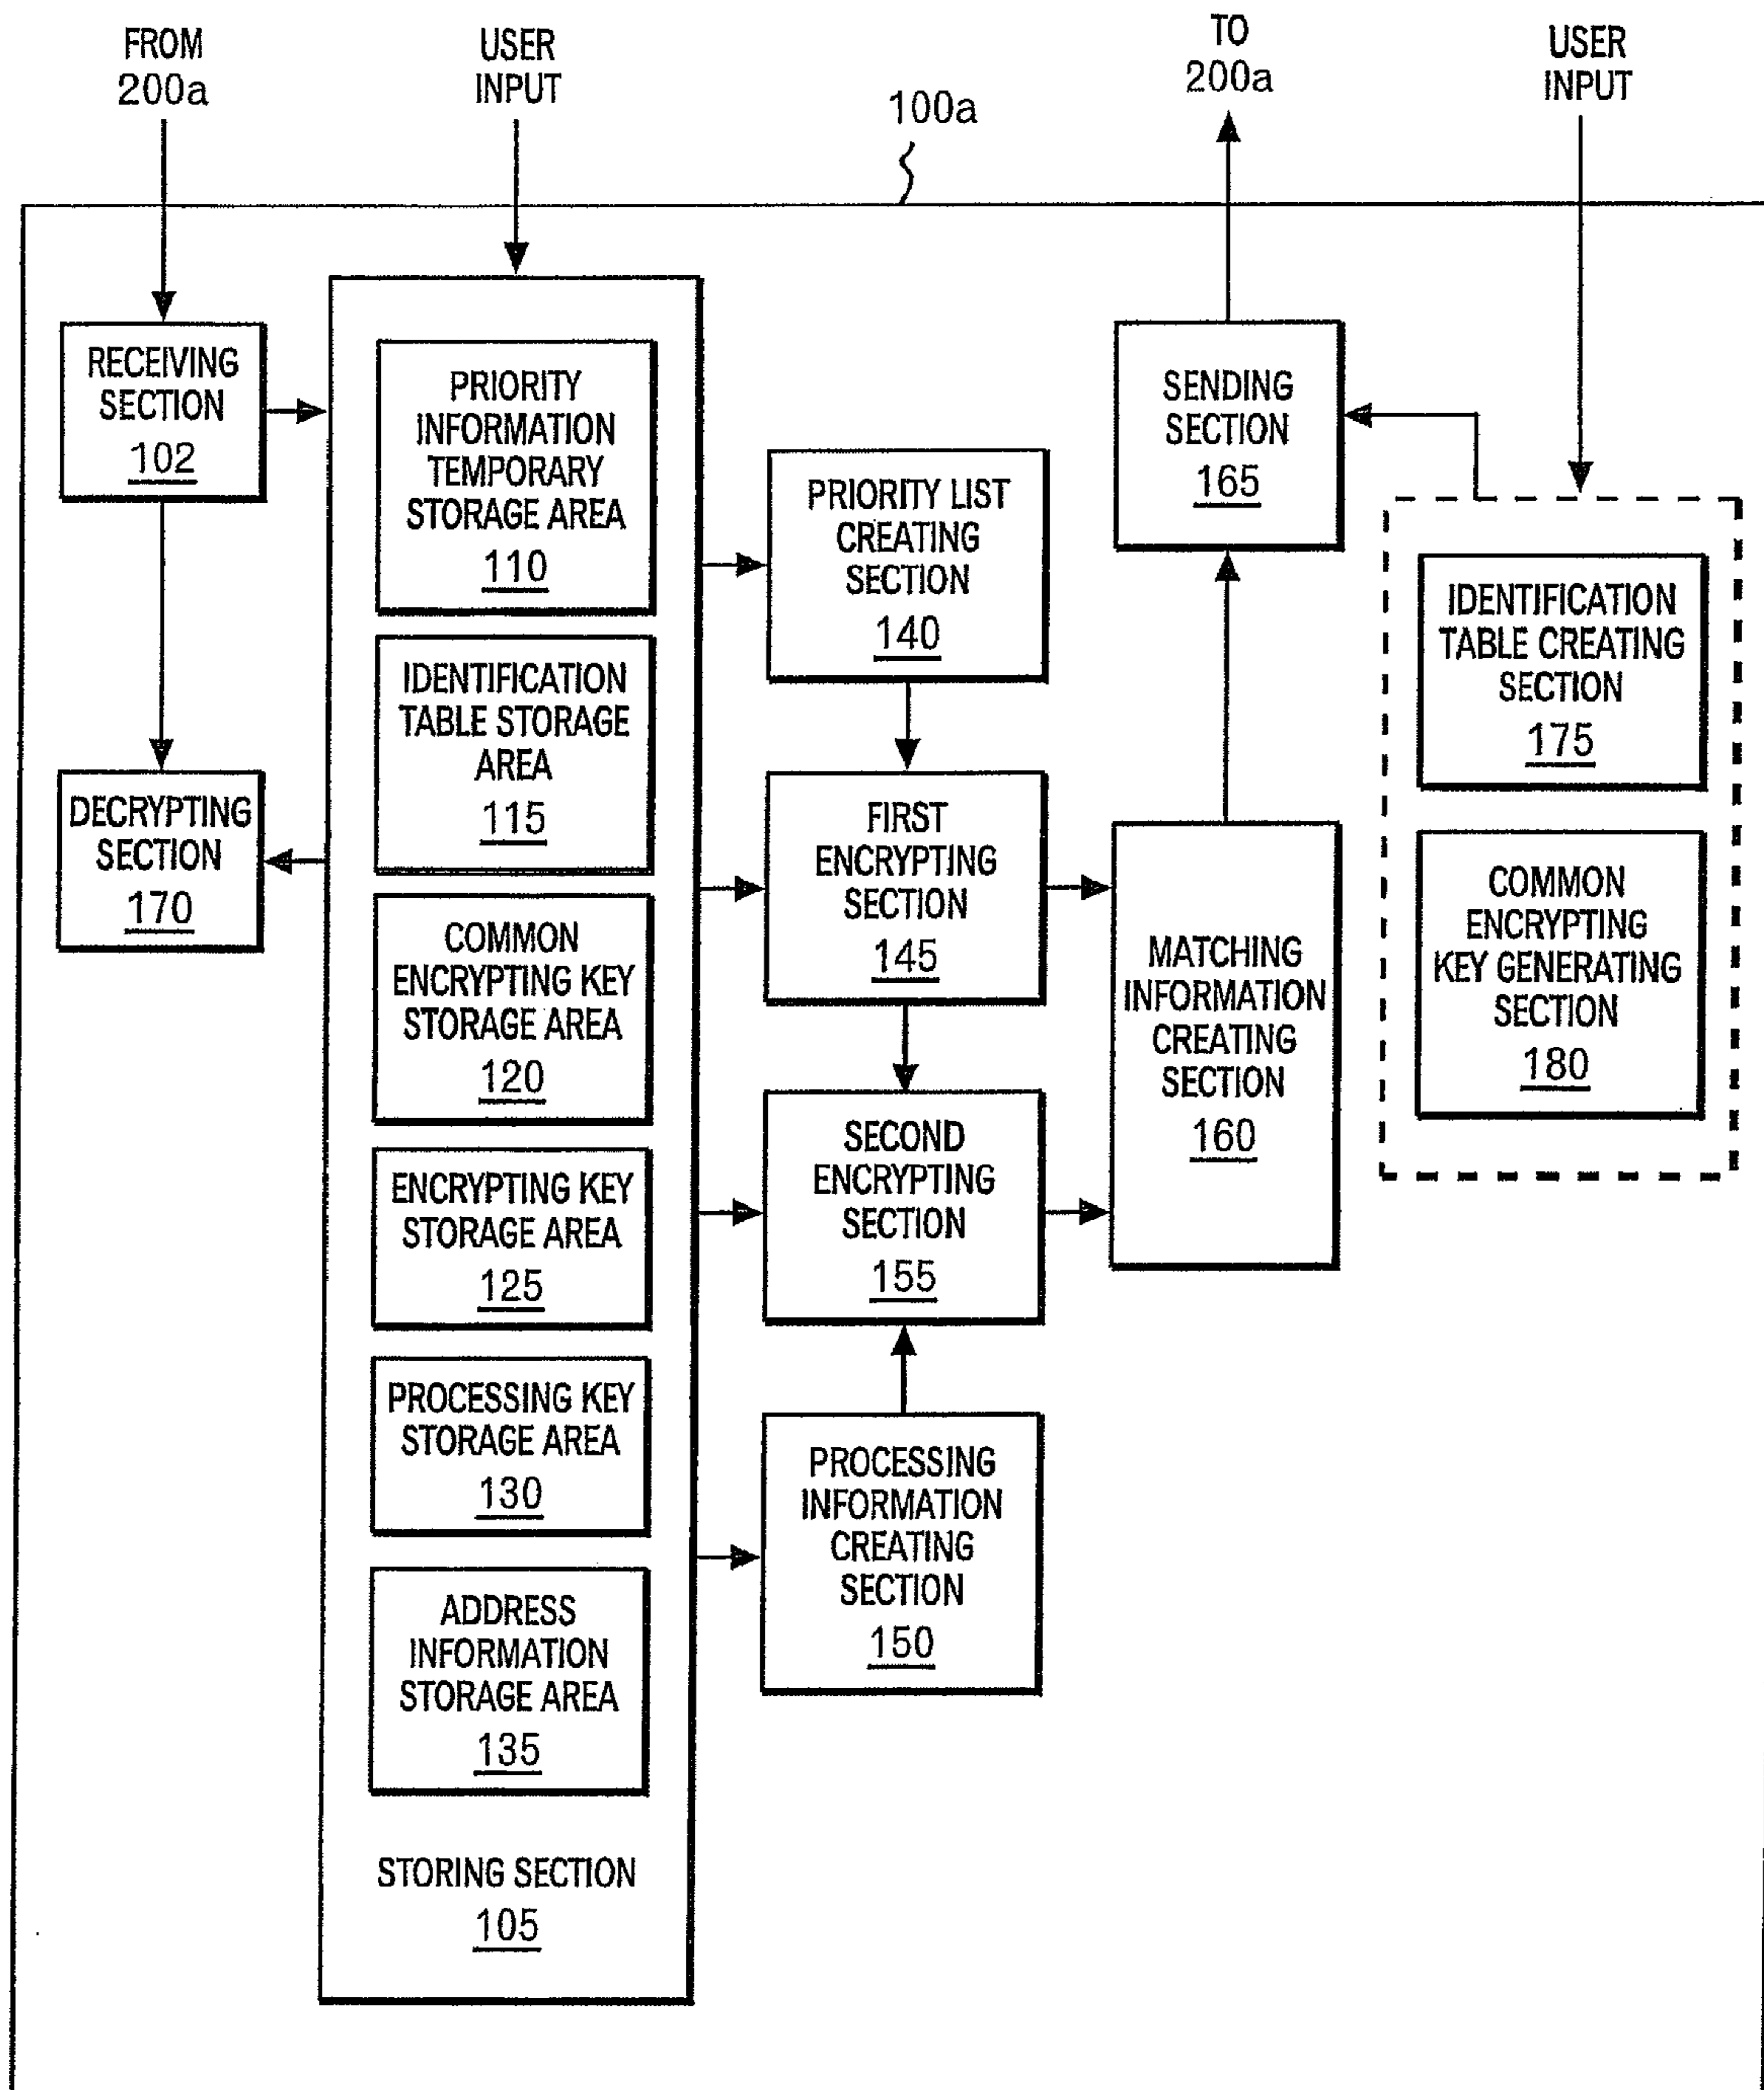 FROM
200a
USER
INPUT
TO
200a
USER
INPUT
100a
RECEIVING
SECTION
102
DECRYPTING
SECTION
170
PRIORITY
INFORMATION
TEMPORARY
STORAGE AREA
110
IDENTIFICATION
TABLE STORAGE
AREA
115
COMMON
ENCRYPTING KEY
STORAGE AREA
120
ENCRYPTING KEY
STORAGE AREA
125
PROCESSING KEY
STORAGE AREA
130
ADDRESS
INFORMATION
STORAGE AREA
135
STORING SECTION
105
PRIORITY LIST
CREATING
SECTION
140
FIRST
ENCRYPTING
SECTION
145
SECOND
ENCRYPTING
SECTION
155
PROCESSING
INFORMATION
CREATING
SECTION
150
SENDING
SECTION
165
MATCHING
INFORMATION
CREATING
SECTION
160
IDENTIFICATION
TABLE CREATING
SECTION
175
COMMON
ENCRYPTING
KEY GENERATING
SECTION
180